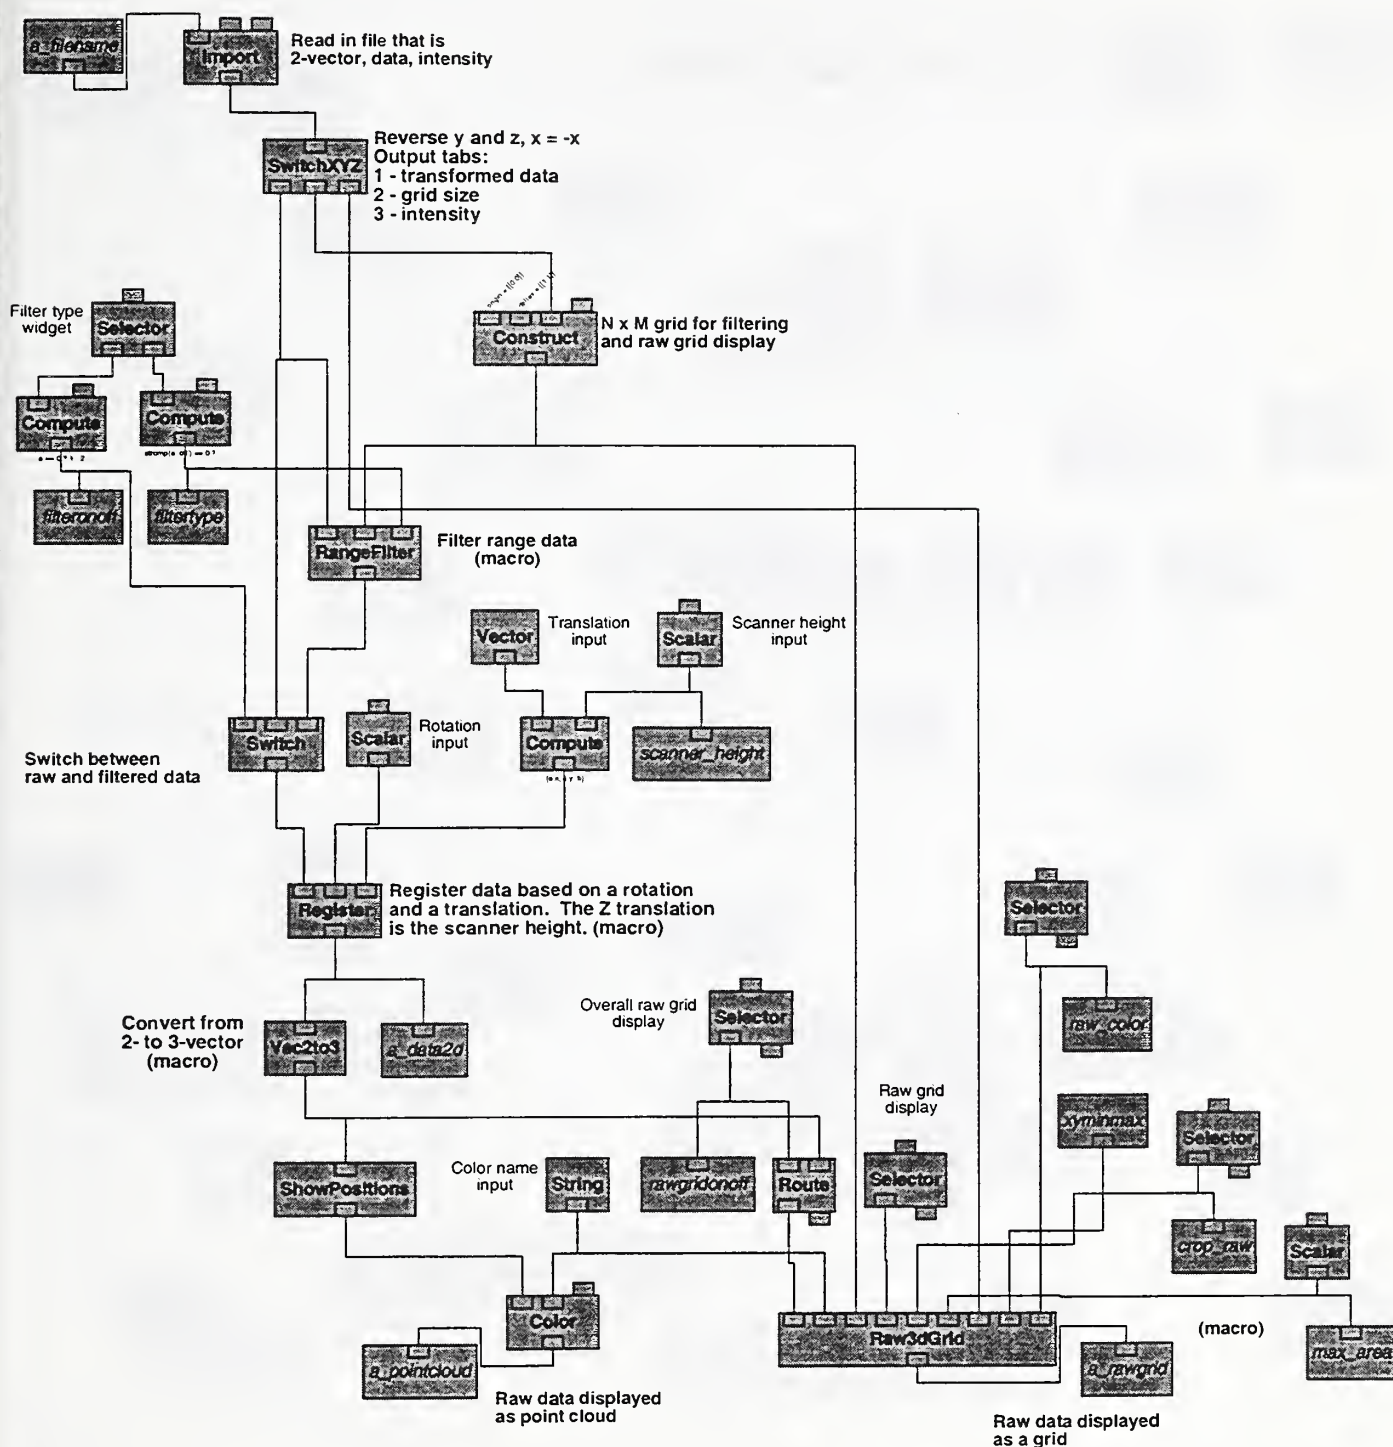 a_filename
Import
Read in file that is
2-vector, data, intensity
SwitchXYZ
Reverse y and z, x = -x
Output tabs:
1 - transformed data
2 - grid size
3 - intensity
Filter type
widget
Selector
Construct
N x M grid for filtering
and raw grid display
Compute
Compute
filteronoff
filtertype
RangeFilter
Filter range data
(macro)
Vector
Translation
input
Scalar
Scanner height
input
Switch
Switch between
raw and filtered data
Scalar
Rotation
input
Compute
scanner_height
Register
Register data based on a rotation
and a translation. The Z translation
is the scanner height. (macro)
Selector
Convert from
2- to 3-vector
(macro)
Vec2to3
a_data2d
Overall raw grid
display
Selector
raw_color
Raw grid
display
xyminmax
Selector
ShowPositions
Color name
input
String
rawgridonoff
Route
Selector
crop_raw
Scalar
Color
Raw3dGrid
(macro)
max_area
a_pointcloud
a_rawgrid
Raw data displayed
as point cloud
Raw data displayed
as a grid